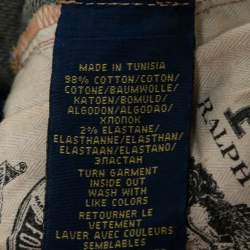 MADE IN TUNISIA
98% COTTON/COTON/
COTONE/BAUMWOLLE/
KATOEN/BOMULD/
ALGODON/ALGODAO/
ХЛОПОК
2% ELASTANE/
ELASTHANNE/ELASTHAN/
ELASTAAN/ELASTANO/
ЭЛАСТАН
TURN GARMENT
INSIDE OUT
WASH WITH
LIKE COLORS
RETOURNER LE
VETEMENT
LAVER AVEC COULEURS
SEMBLABLES
RALPH